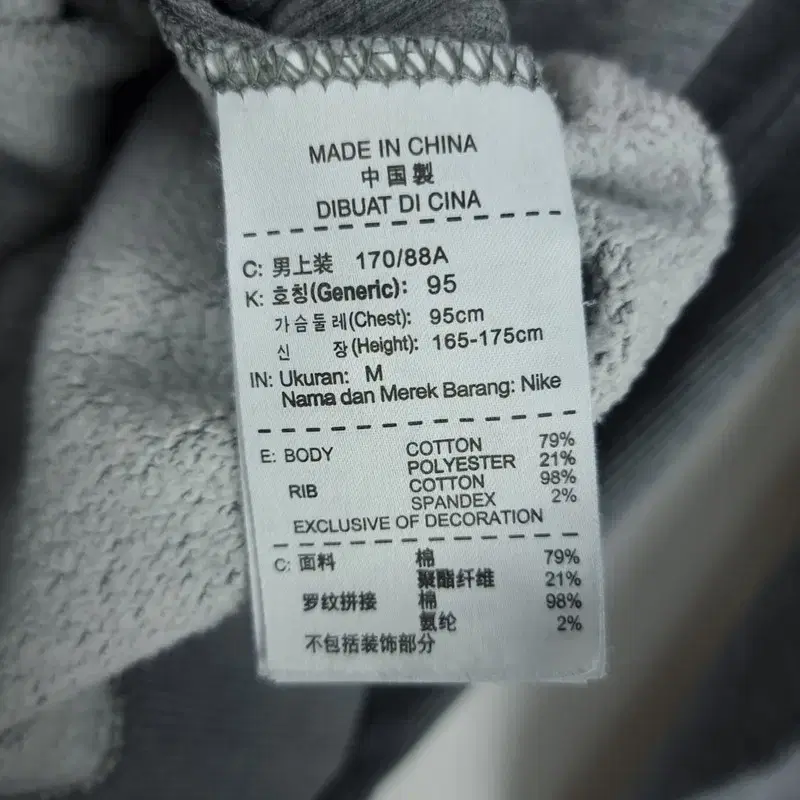 MADE IN CHINA
中国製
DIBUAT DI CINA
C: 男上装 170/88A
K: 호칭(Generic): 95
가슴둘레(Chest): 95cm
신 장(Height): 165-175cm
IN: Ukuran: M
Nama dan Merek Barang: Nike
E: BODY COTTON 79%
POLYESTER 21%
RIB COTTON 98%
SPANDEX 2%
EXCLUSIVE OF DECORATION
C: 面料 棉 79%
聚酯纤维 21%
罗纹拼接 棉 98%
氨纶 2%
不包括装饰部分